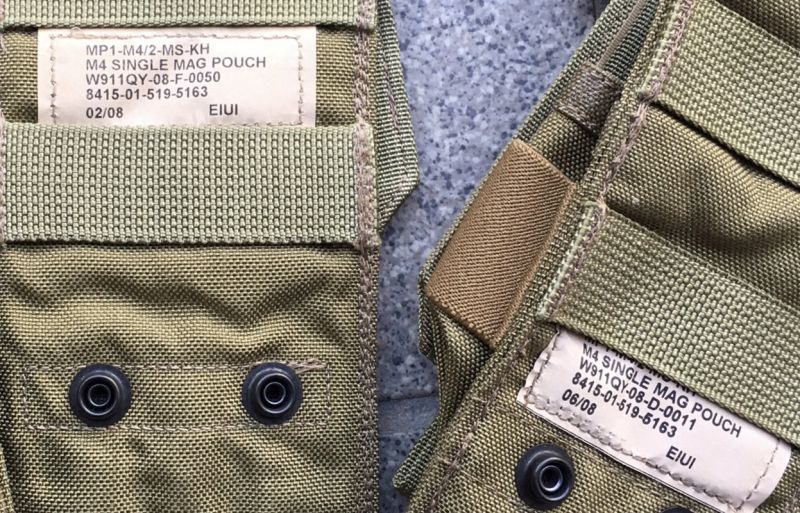 MP1-M4/2-MS-KH
M4 SINGLE MAG POUCH
W911QY-08-F-0050
8415-01-519-5163
02/08 EIUI
M4 SINGLE MAG POUCH
W911QY-08-D-0011
8415-01-519-5163
06/08 EIUI